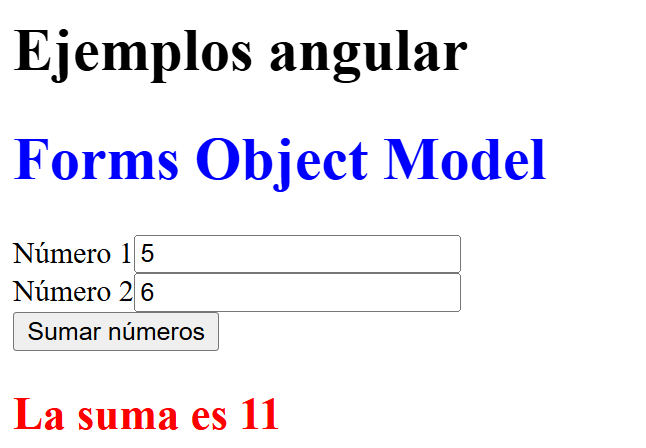 Ejemplos angular
Forms Object Model
Número 1 5
Número 2 6
Sumar números
La suma es 11